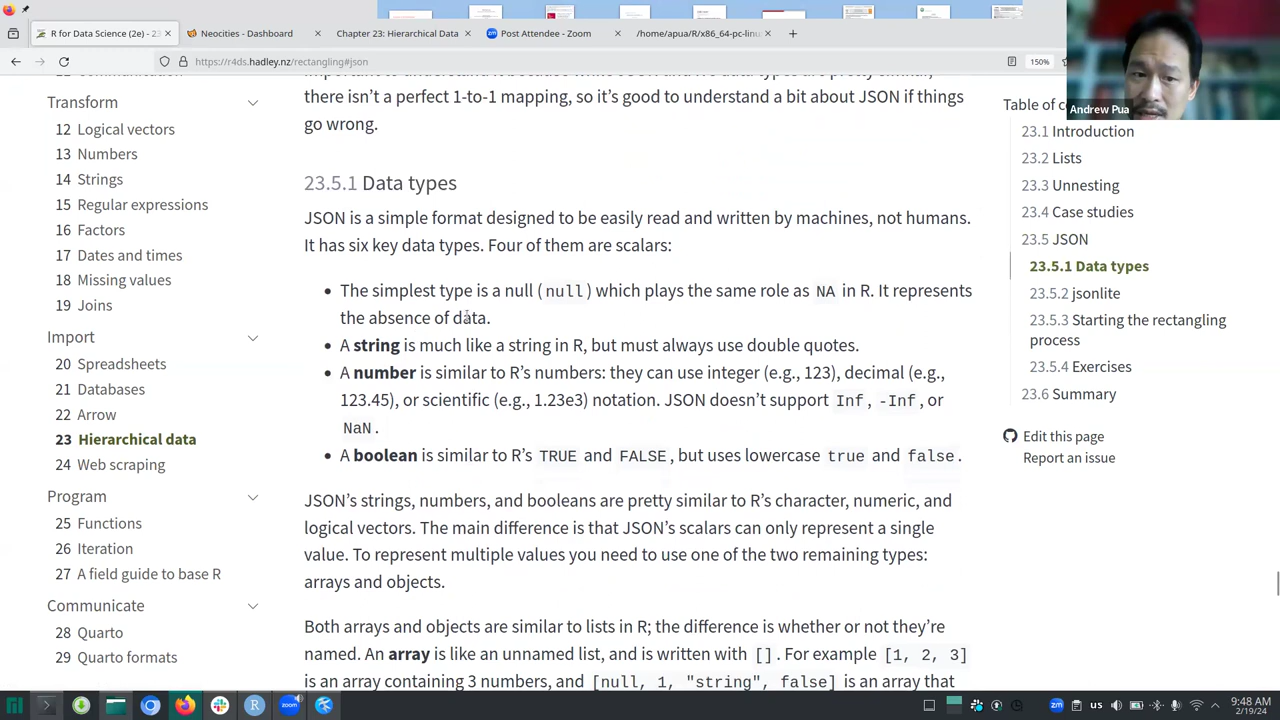 R for Data Science (2e) - 23
Neocities - Dashboard
Chapter 23: Hierarchical Data
Post Attendee - Zoom
/home/apua/R/x86_64-pc-linu
https://r4ds.hadley.nz/rectangling#json
150%
Andrew Pua
Transform
12 Logical vectors
13 Numbers
14 Strings
15 Regular expressions
16 Factors
17 Dates and times
18 Missing values
19 Joins
Import
20 Spreadsheets
21 Databases
22 Arrow
23 Hierarchical data
24 Web scraping
Program
25 Functions
26 Iteration
27 A field guide to base R
Communicate
28 Quarto
29 Quarto formats
there isn't a perfect 1-to-1 mapping, so it's good to understand a bit about JSON if things
go wrong.
23.5.1 Data types
JSON is a simple format designed to be easily read and written by machines, not humans.
It has six key data types. Four of them are scalars:
• The simplest type is a null (null) which plays the same role as NA in R. It represents
the absence of data.
• A string is much like a string in R, but must always use double quotes.
• A number is similar to R's numbers: they can use integer (e.g., 123), decimal (e.g.,
123.45), or scientific (e.g., 1.23e3) notation. JSON doesn't support Inf, -Inf, or
NaN.
• A boolean is similar to R's TRUE and FALSE, but uses lowercase true and false.
JSON's strings, numbers, and booleans are pretty similar to R's character, numeric, and
logical vectors. The main difference is that JSON's scalars can only represent a single
value. To represent multiple values you need to use one of the two remaining types:
arrays and objects.
Both arrays and objects are similar to lists in R; the difference is whether or not they're
named. An array is like an unnamed list, and is written with []. For example [1, 2, 3]
is an array containing 3 numbers, and [null, 1, "string", false] is an array that
Table of c
23.1 Introduction
23.2 Lists
23.3 Unnesting
23.4 Case studies
23.5 JSON
23.5.1 Data types
23.5.2 jsonlite
23.5.3 Starting the rectangling
process
23.5.4 Exercises
23.6 Summary
Edit this page
Report an issue
us
9:48 AM
2/19/24